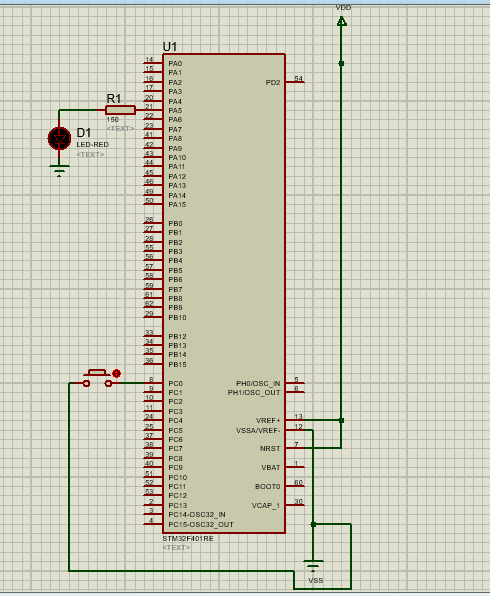 VDD
U1
14 PA0
15 PA1
16 PA2
17 PA3
20 PA4
21 PA5
22 PA6
23 PA7
41 PA8
42 PA9
43 PA10
44 PA11
45 PA12
46 PA13
49 PA14
50 PA15
PD2 54
R1
150
<TEXT>
D1
LED-RED
<TEXT>
26 PB0
27 PB1
28 PB2
55 PB3
56 PB4
57 PB5
58 PB6
59 PB7
61 PB8
62 PB9
29 PB10
33 PB12
34 PB13
35 PB14
36 PB15
8 PC0
9 PC1
10 PC2
11 PC3
24 PC4
25 PC5
37 PC6
38 PC7
39 PC8
40 PC9
51 PC10
52 PC11
53 PC12
2 PC13
3 PC14-OSC32_IN
4 PC15-OSC32_OUT
PH0/OSC_IN 5
PH1/OSC_OUT 6
VREF+ 13
VSSA/VREF- 12
NRST 7
VBAT 1
BOOT0 60
VCAP_1 30
STM32F401RE
<TEXT>
VSS